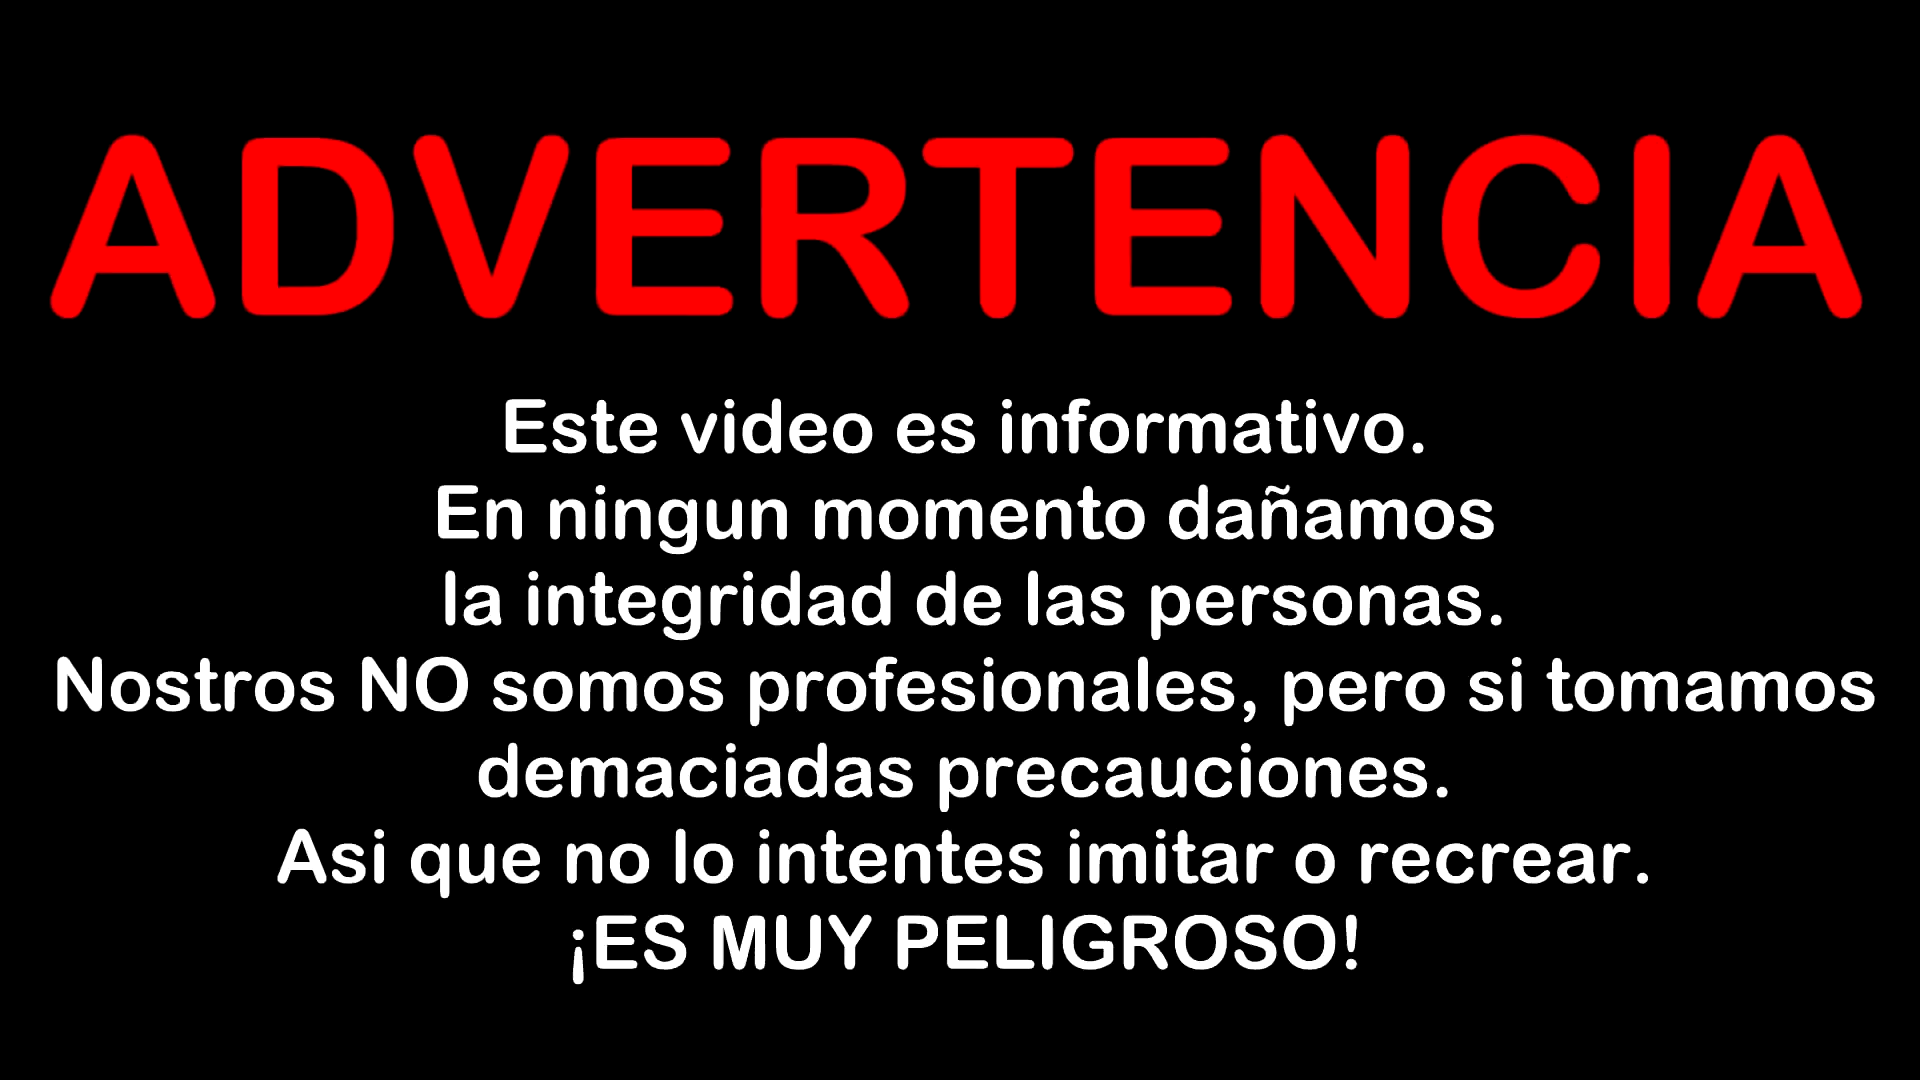 ADVERTENCIA
Este video es informativo.
En ningun momento dañamos
la integridad de las personas.
Nostros NO somos profesionales, pero si tomamos
demaciadas precauciones.
Asi que no lo intentes imitar o recrear.
¡ES MUY PELIGROSO!